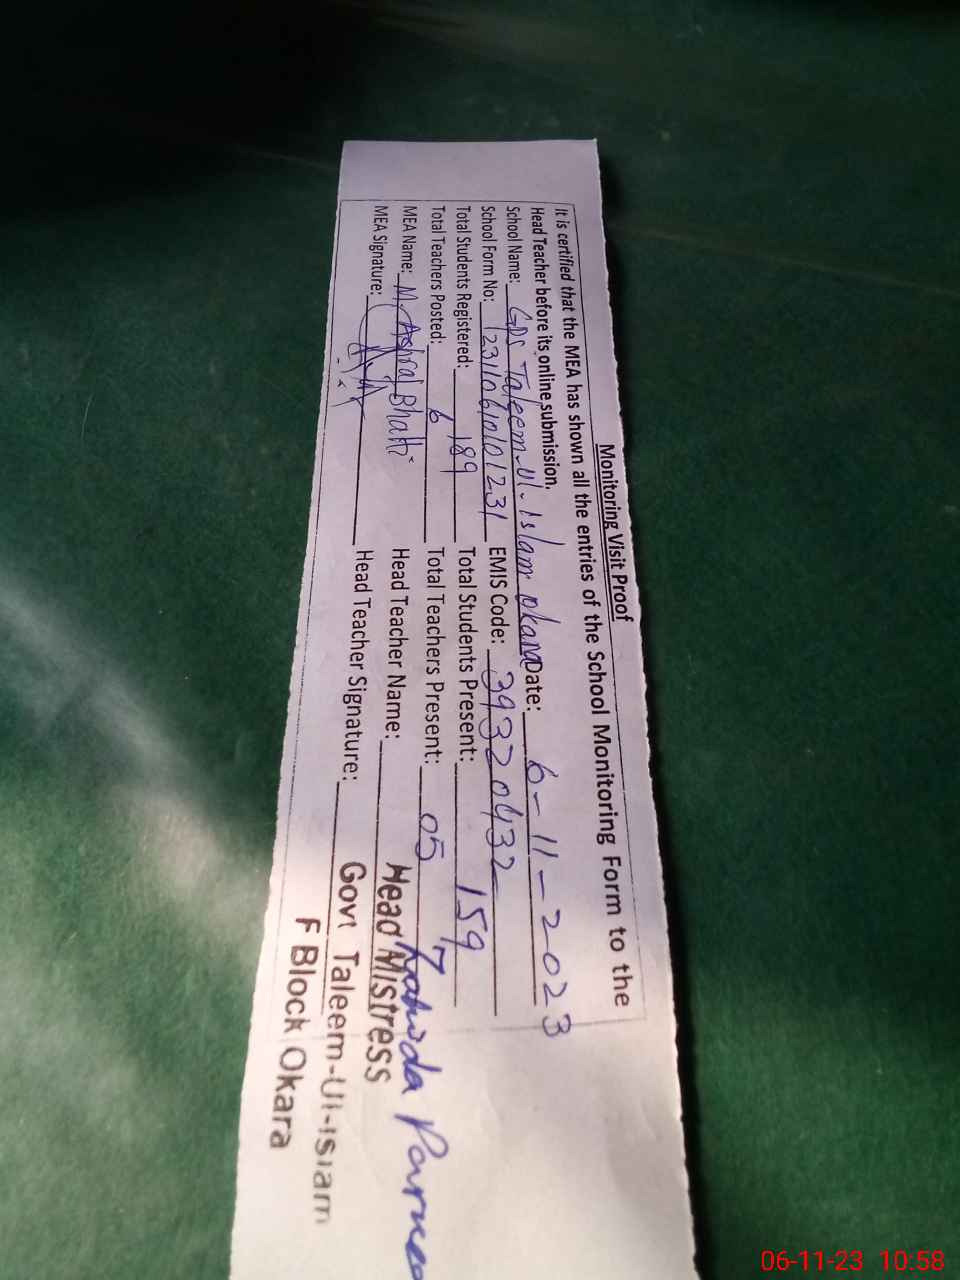 Monitoring Visit Proof
It is certified that the MEA has shown all the entries of the School Monitoring Form to the
Head Teacher before its online submission.
School Name: GPS Taleem-ul-Islam Okara Date: 6-11-2023
School Form No: EMIS Code: 39320432
Total Students Registered: 189 Total Students Present: 159
Total Teachers Posted: 6 Total Teachers Present: 05
MEA Name: M. Ashraf Bhatti Head Teacher Name: Zahida Parveen
MEA Signature: Head Teacher Signature:
Head Mistress
Govt Taleem-Ul-Islam
F Block Okara
06-11-23 10:58